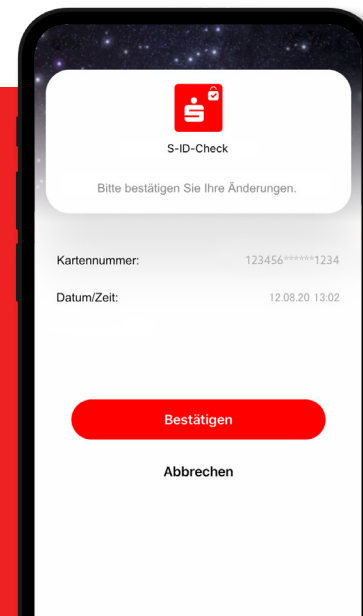 S-ID-Check
Bitte bestätigen Sie Ihre Änderungen.
Kartennummer: 123456******1234
Datum/Zeit: 12.08.20 13:02
Bestätigen
Abbrechen